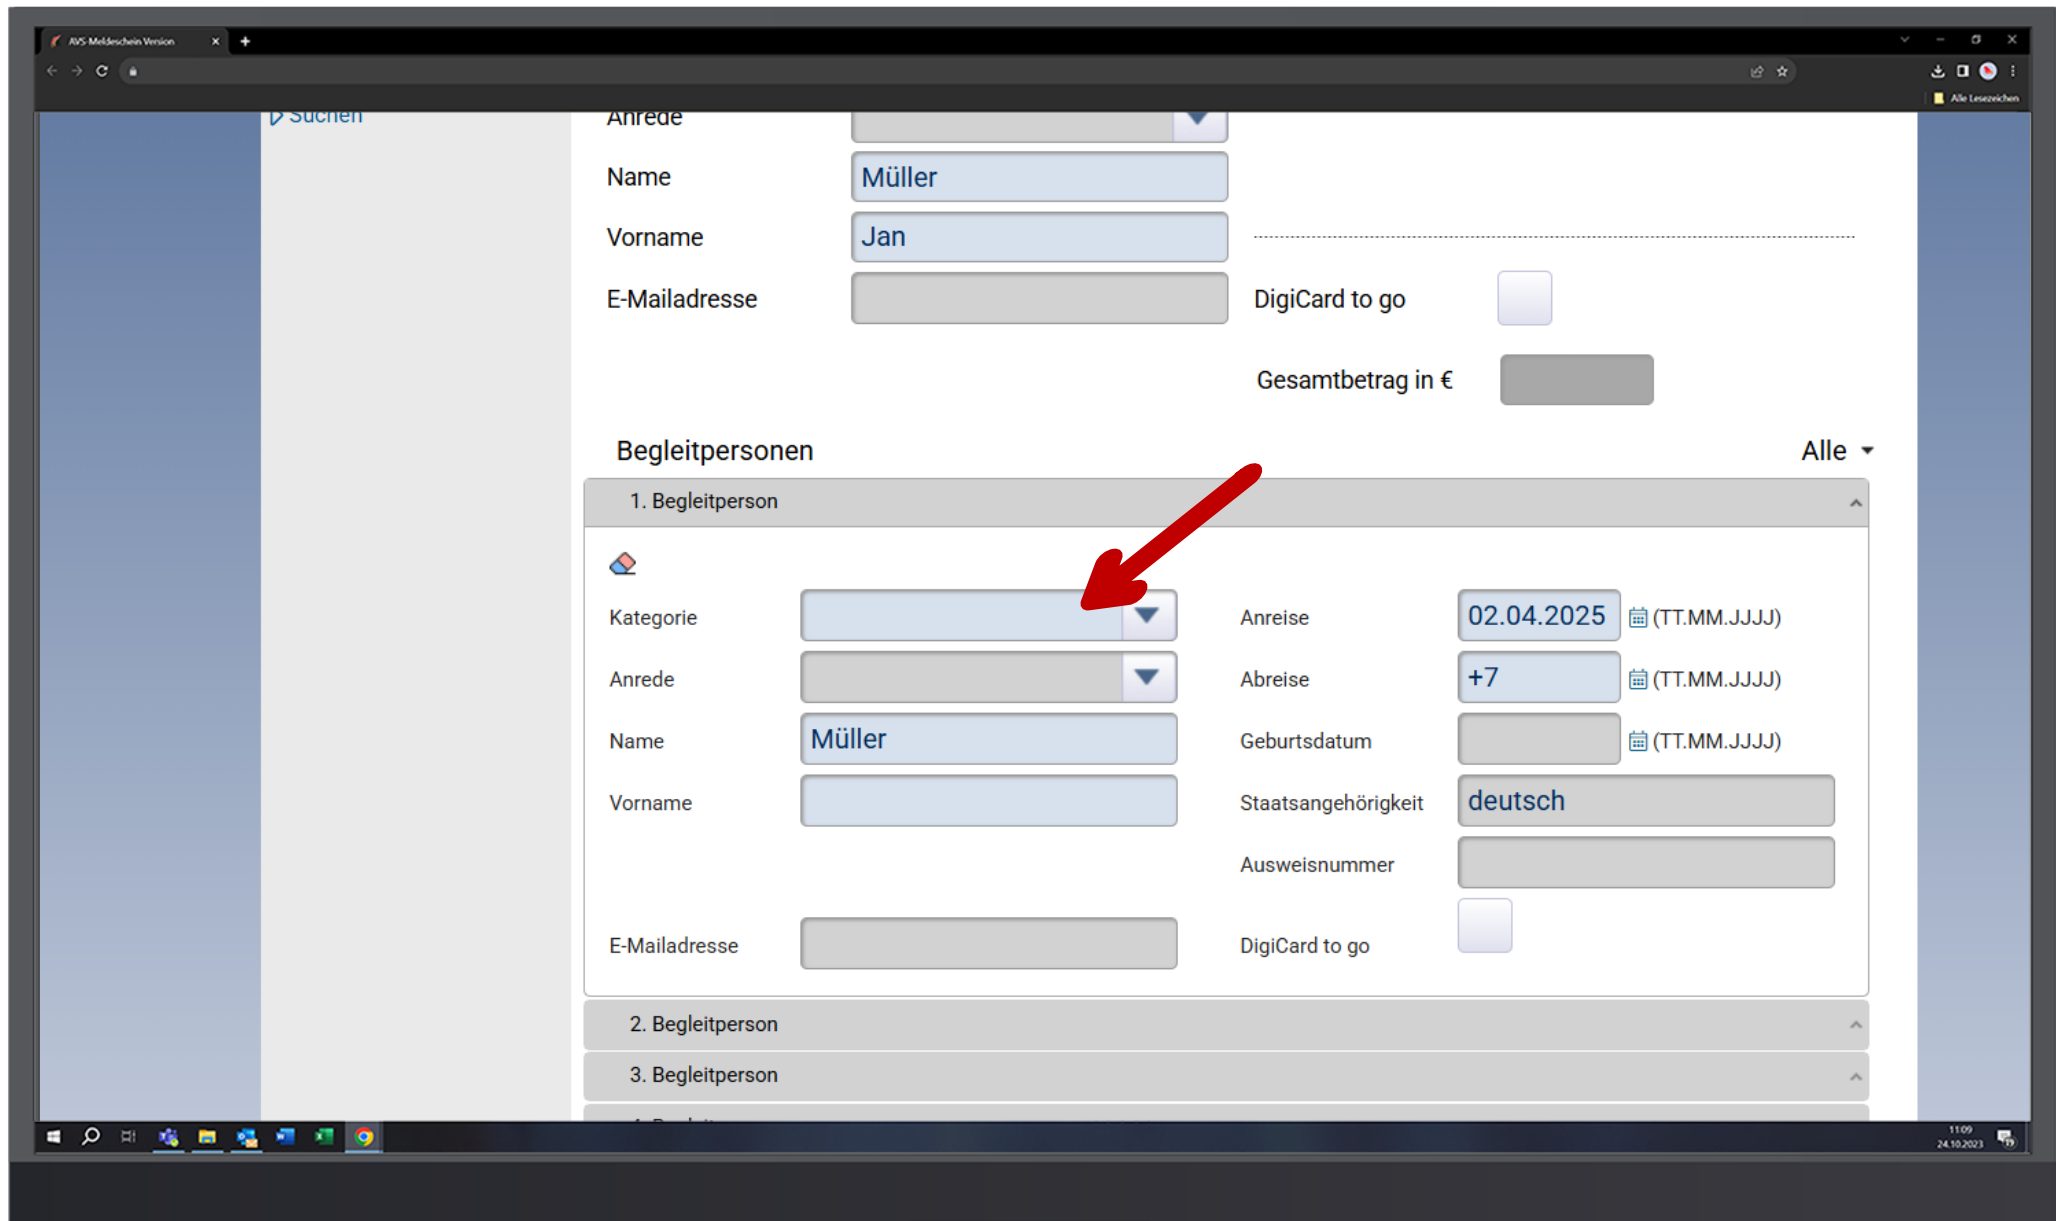 AVS-Meldeschein Version
Alle Lesezeichen
Suchen
Anrede
Name Müller
Vorname Jan
E-Mailadresse DigiCard to go
Gesamtbetrag in €
Begleitpersonen Alle
1. Begleitperson
Kategorie Anreise 02.04.2025 (TT.MM.JJJJ)
Anrede Abreise +7 (TT.MM.JJJJ)
Name Müller Geburtsdatum (TT.MM.JJJJ)
Vorname Staatsangehörigkeit deutsch
Ausweisnummer
E-Mailadresse DigiCard to go
2. Begleitperson
3. Begleitperson
11:09
24.10.2023